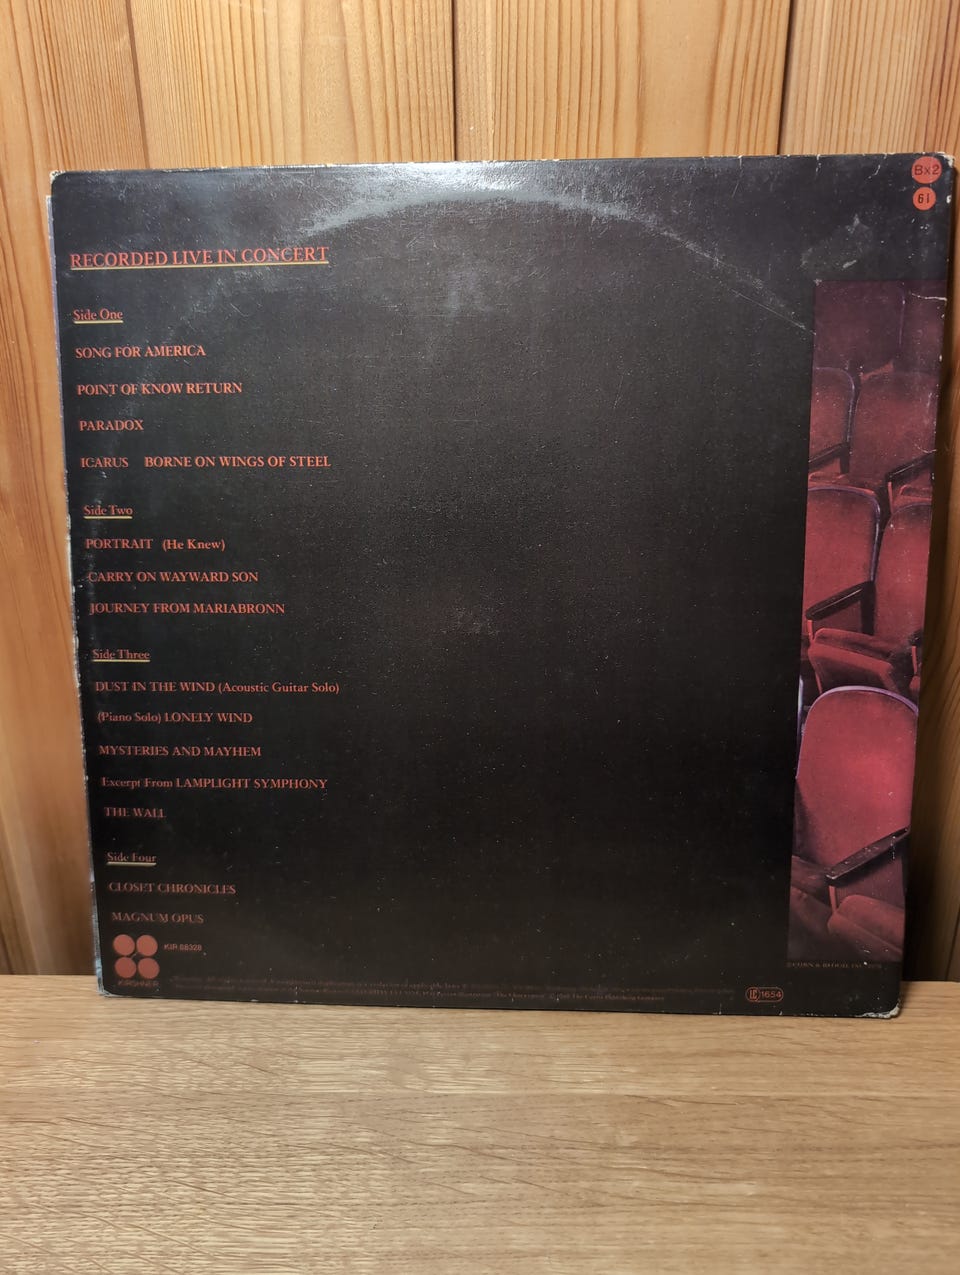 Bx2
61
RECORDED LIVE IN CONCERT
Side One
SONG FOR AMERICA
POINT OF KNOW RETURN
PARADOX
ICARUS BORNE ON WINGS OF STEEL
Side Two
PORTRAIT (He Knew)
CARRY ON WAYWARD SON
JOURNEY FROM MARIABRONN
Side Three
DUST IN THE WIND (Acoustic Guitar Solo)
(Piano Solo) LONELY WIND
MYSTERIES AND MAYHEM
Excerpt From LAMPLIGHT SYMPHONY
THE WALL
Side Four
CLOSET CHRONICLES
MAGNUM OPUS
KIR 88328
KIRSHNER
1654